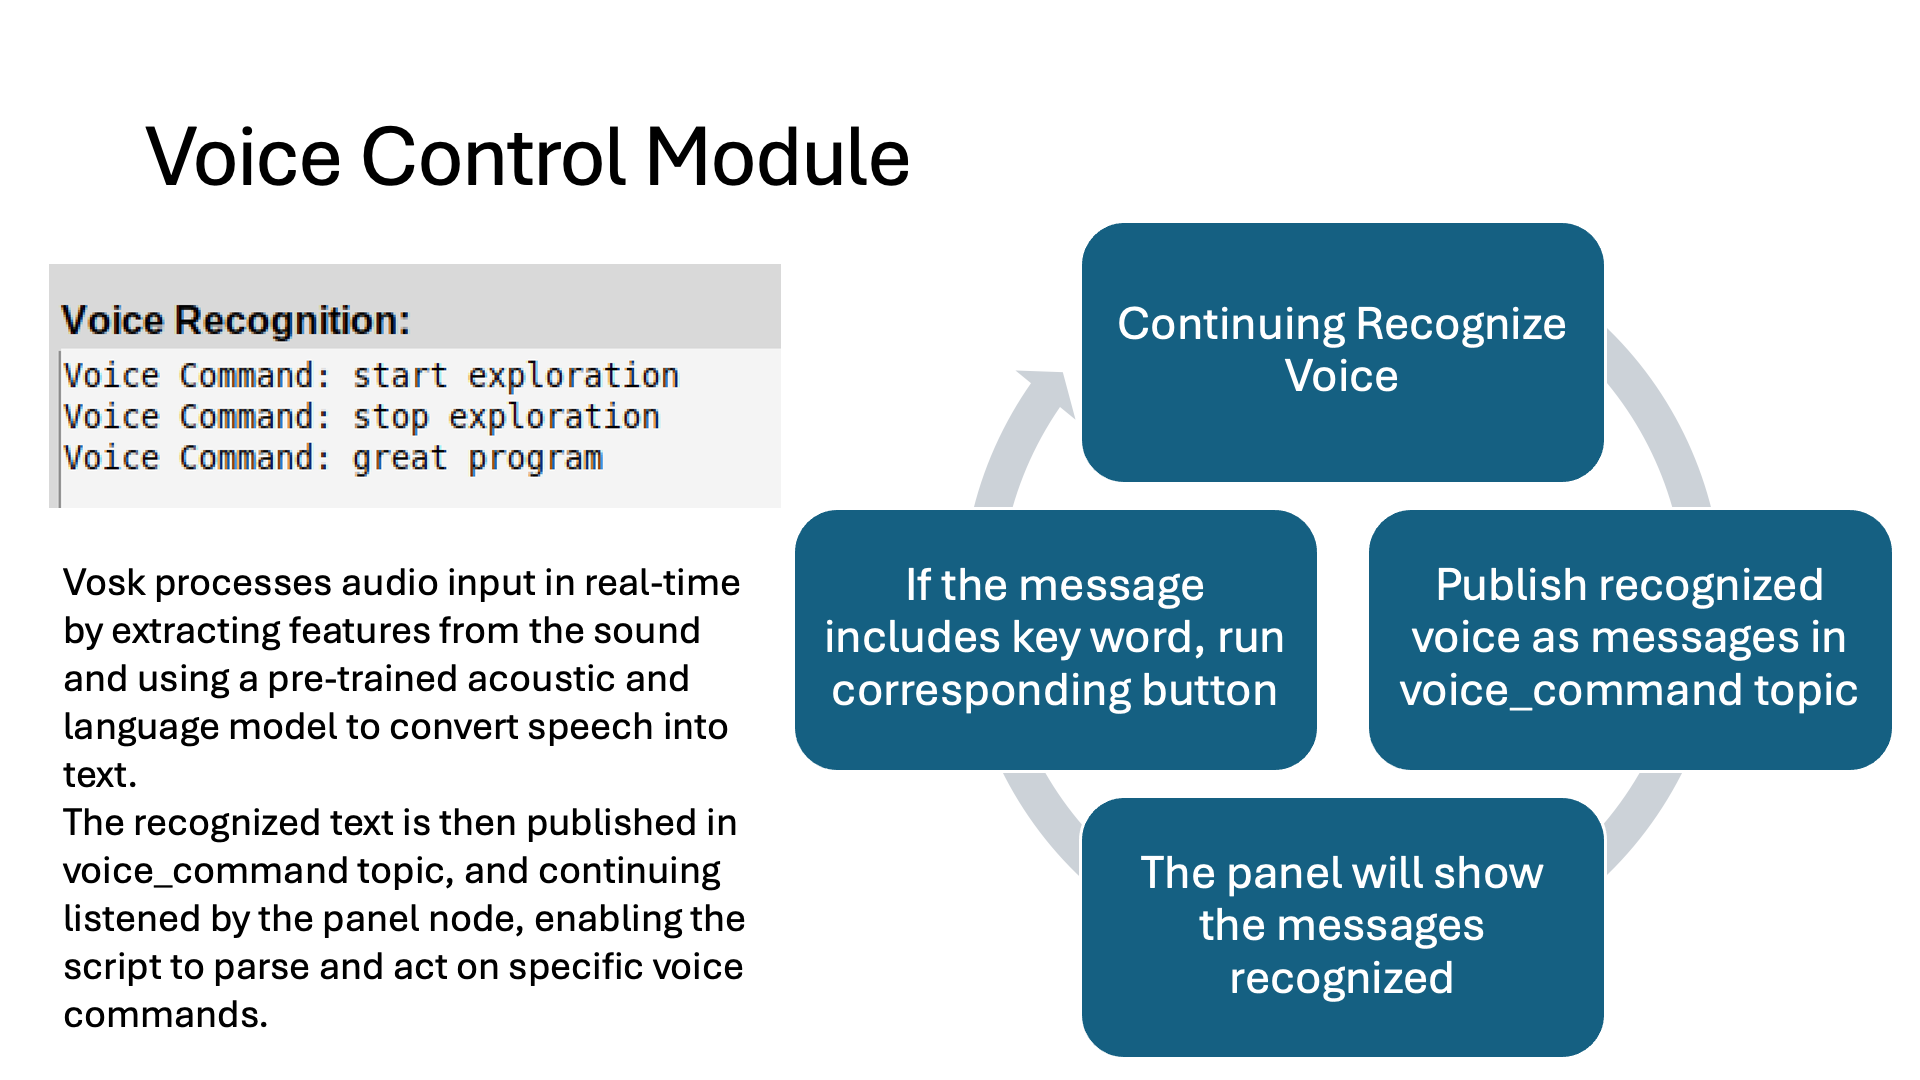 Voice Control Module
Voice Recognition:
Voice Command: start exploration
Voice Command: stop exploration
Voice Command: great program
Vosk processes audio input in real-time
by extracting features from the sound
and using a pre-trained acoustic and
language model to convert speech into
text.
The recognized text is then published in
voice_command topic, and continuing
listened by the panel node, enabling the
script to parse and act on specific voice
commands.
Continuing Recognize
Voice
Publish recognized
voice as messages in
voice_command topic
The panel will show
the messages
recognized
If the message
includes key word, run
corresponding button